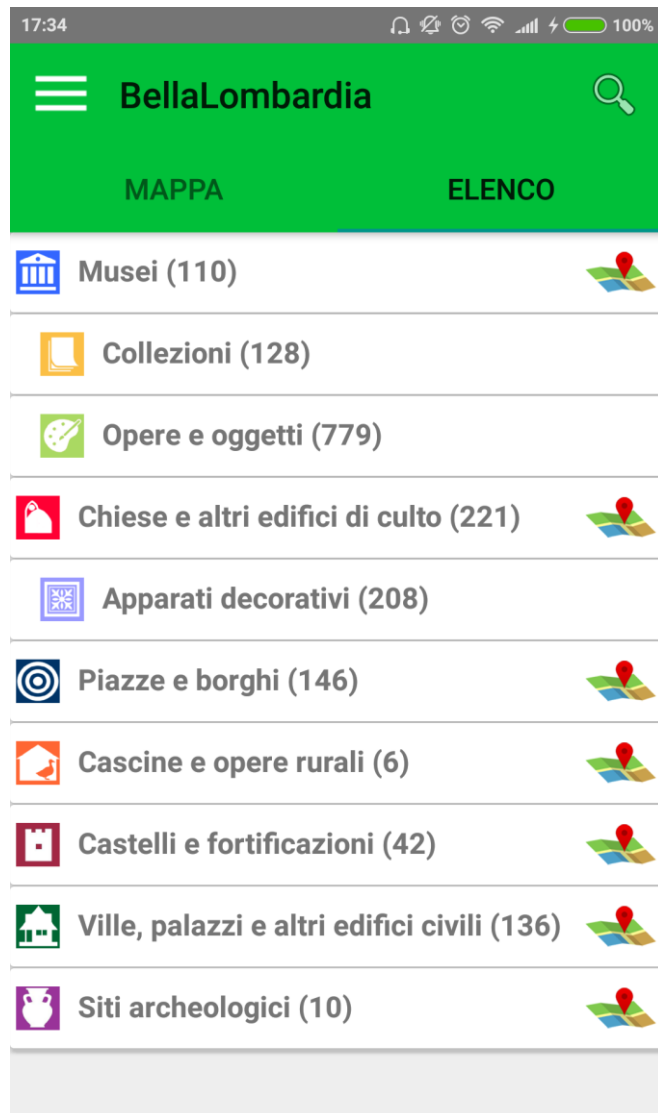 17:34
100%
BellaLombardia
MAPPA
ELENCO
Musei (110)
Collezioni (128)
Opere e oggetti (779)
Chiese e altri edifici di culto (221)
Apparati decorativi (208)
Piazze e borghi (146)
Cascine e opere rurali (6)
Castelli e fortificazioni (42)
Ville, palazzi e altri edifici civili (136)
Siti archeologici (10)